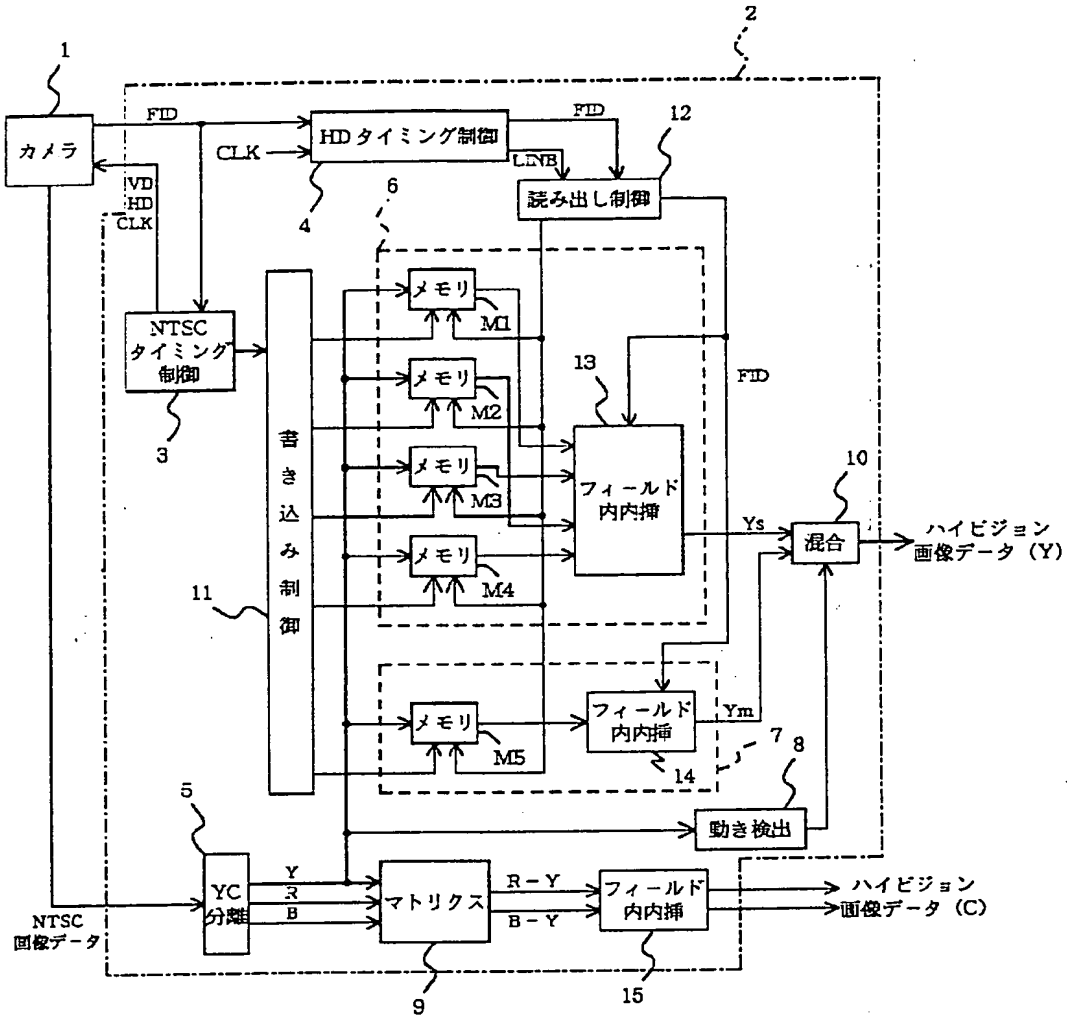 2
1
FID
FID
12
カメラ
HDタイミング制御
CLK
LINE
VD
HD
CLK
4
6
読み出し制御
メモリ
M1
NTSC
タイミング
制御
3
メモリ
M2
13
FID
書き込み制御
メモリ
M3
フィールド
内内挿
10
Ys
混合
ハイビジョン
画像データ (Y)
メモリ
M4
11
メモリ
M5
フィールド
内内挿
14
Ym
7
8
5
動き検出
YC
分離
Y
R
B
マトリクス
R-Y
B-Y
フィールド
内内挿
ハイビジョン
画像データ (C)
NTSC
画像データ
9
15